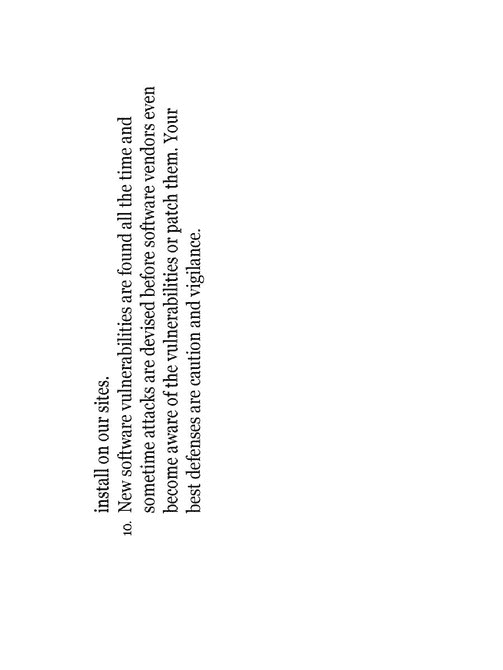 install on our sites.
10. New software vulnerabilities are found all the time and
sometime attacks are devised before software vendors even
become aware of the vulnerabilities or patch them. Your
best defenses are caution and vigilance.